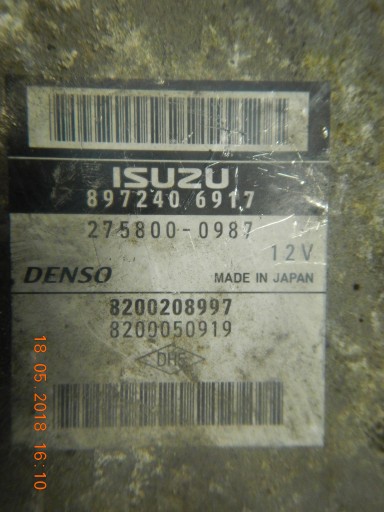 ISUZU
897240 6917
275800-0987
12V
DENSO MADE IN JAPAN
8200208997
8200050919
18.05.2018 16:10